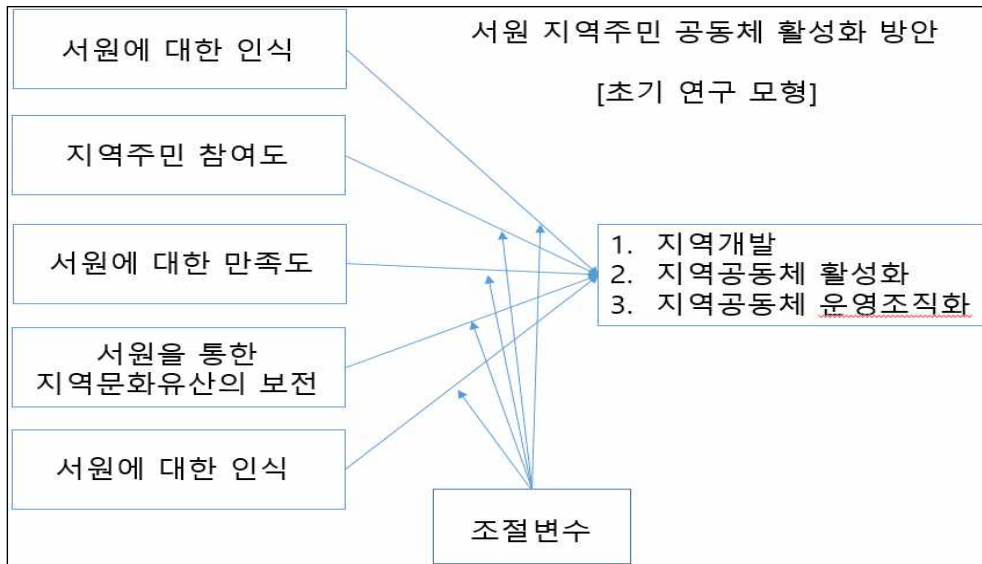 서원 지역주민 공동체 활성화 방안
[초기 연구 모형]
서원에 대한 인식
지역주민 참여도
서원에 대한 만족도
서원을 통한
지역문화유산의 보전
서원에 대한 인식
1. 지역개발
2. 지역공동체 활성화
3. 지역공동체 운영조직화
조절변수